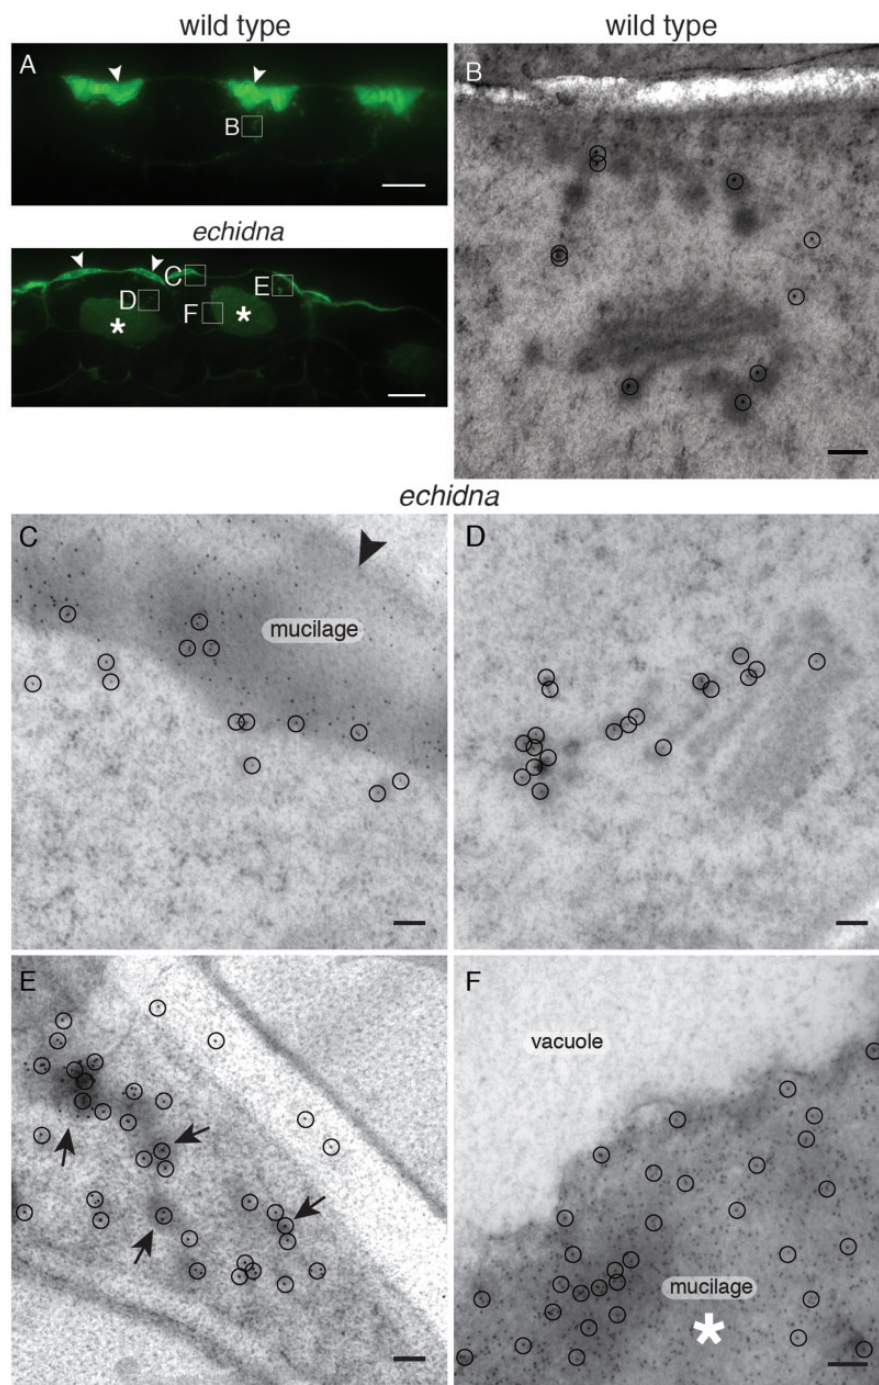 wild type
wild type
A
B
B
echidna
C
D
E
F
*
*
echidna
C
mucilage
D
E
F
vacuole
mucilage
*